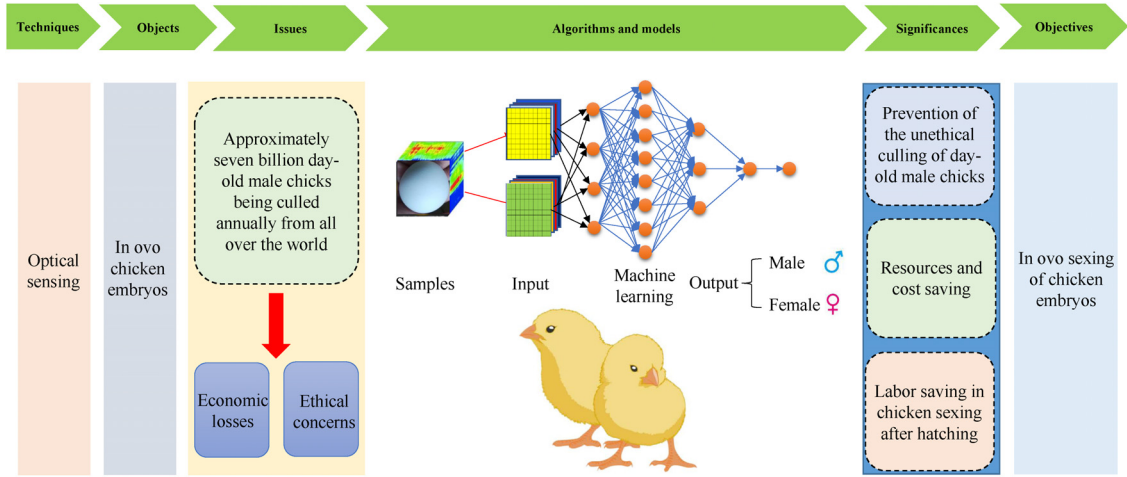 Techniques
Objects
Issues
Algorithms and models
Significances
Objectives
Optical
sensing
In ovo
chicken
embryos
Approximately
seven billion day-
old male chicks
being culled
annually from all
over the world
Economic
losses
Ethical
concerns
Samples
Input
Machine
learning
Output
Male
Female
Prevention of
the unethical
culling of day-
old male chicks
Resources and
cost saving
Labor saving in
chicken sexing
after hatching
In ovo sexing
of chicken
embryos